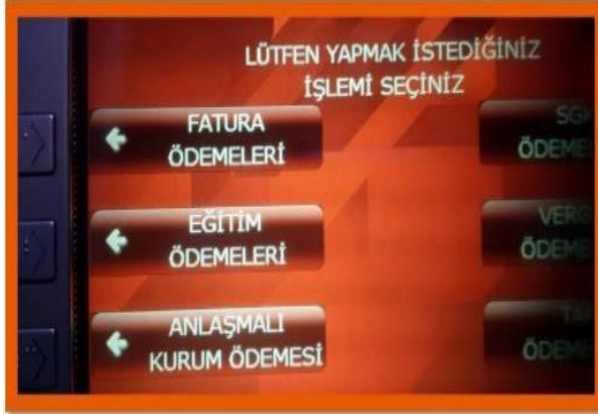 LÜTFEN YAPMAK İSTEDİĞİNİZ
İŞLEMİ SEÇİNİZ
FATURA
ÖDEMELERİ
EĞİTİM
ÖDEMELERİ
ANLAŞMALI
KURUM ÖDEMESİ